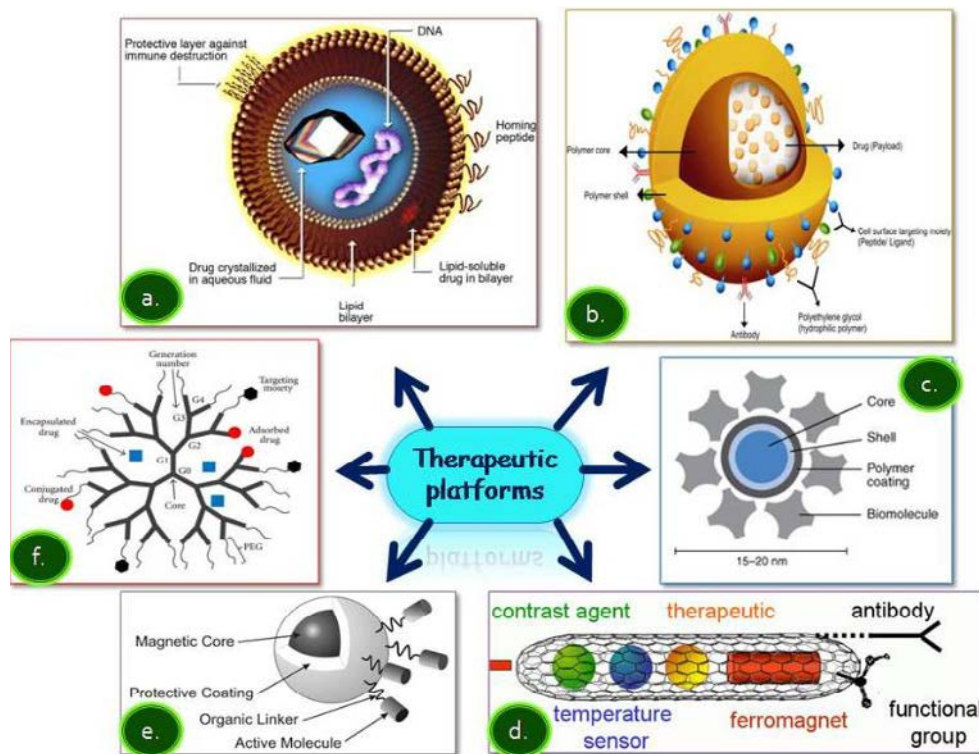 Protective layer against
immune destruction
DNA
Homing
peptide
Drug crystallized
in aqueous fluid
Lipid
bilayer
Lipid-soluble
drug in bilayer
a.
Polymer core
Polymer shell
Drug (Payload)
Cell surface targeting moiety
(Peptide/ Ligand)
Polyethylene glycol
(hydrophilic polymer)
Antibody
b.
Generation
number
Targeting
moiety
Encapsulated
drug
G4
G3
G2
G1
G0
Adsorbed
drug
Conjugated
drug
Core
PEG
f.
Therapeutic
platforms
platforms
c.
Core
Shell
Polymer
coating
Biomolecule
15–20 nm
Magnetic Core
Protective Coating
Organic Linker
Active Molecule
e.
contrast agent
therapeutic
antibody
temperature
sensor
ferromagnet
functional
group
d.